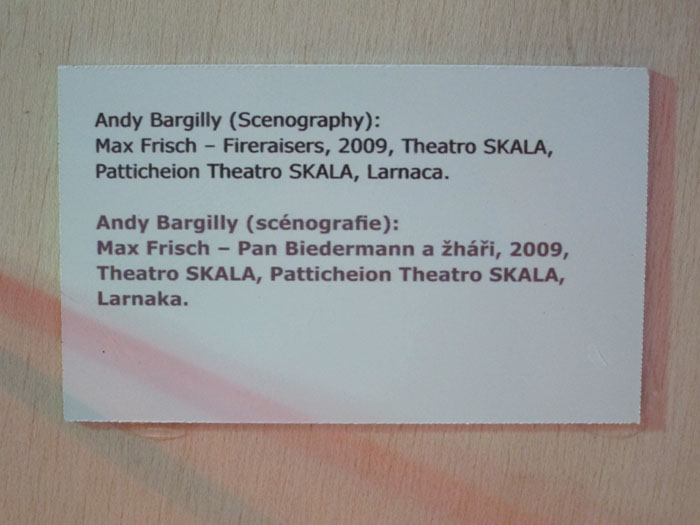 Andy Bargilly (Scenography):
Max Frisch – Fireraisers, 2009, Theatro SKALA,
Patticheion Theatro SKALA, Larnaca.
Andy Bargilly (scénografie):
Max Frisch – Pan Biedermann a žháři, 2009,
Theatro SKALA, Patticheion Theatro SKALA,
Larnaka.